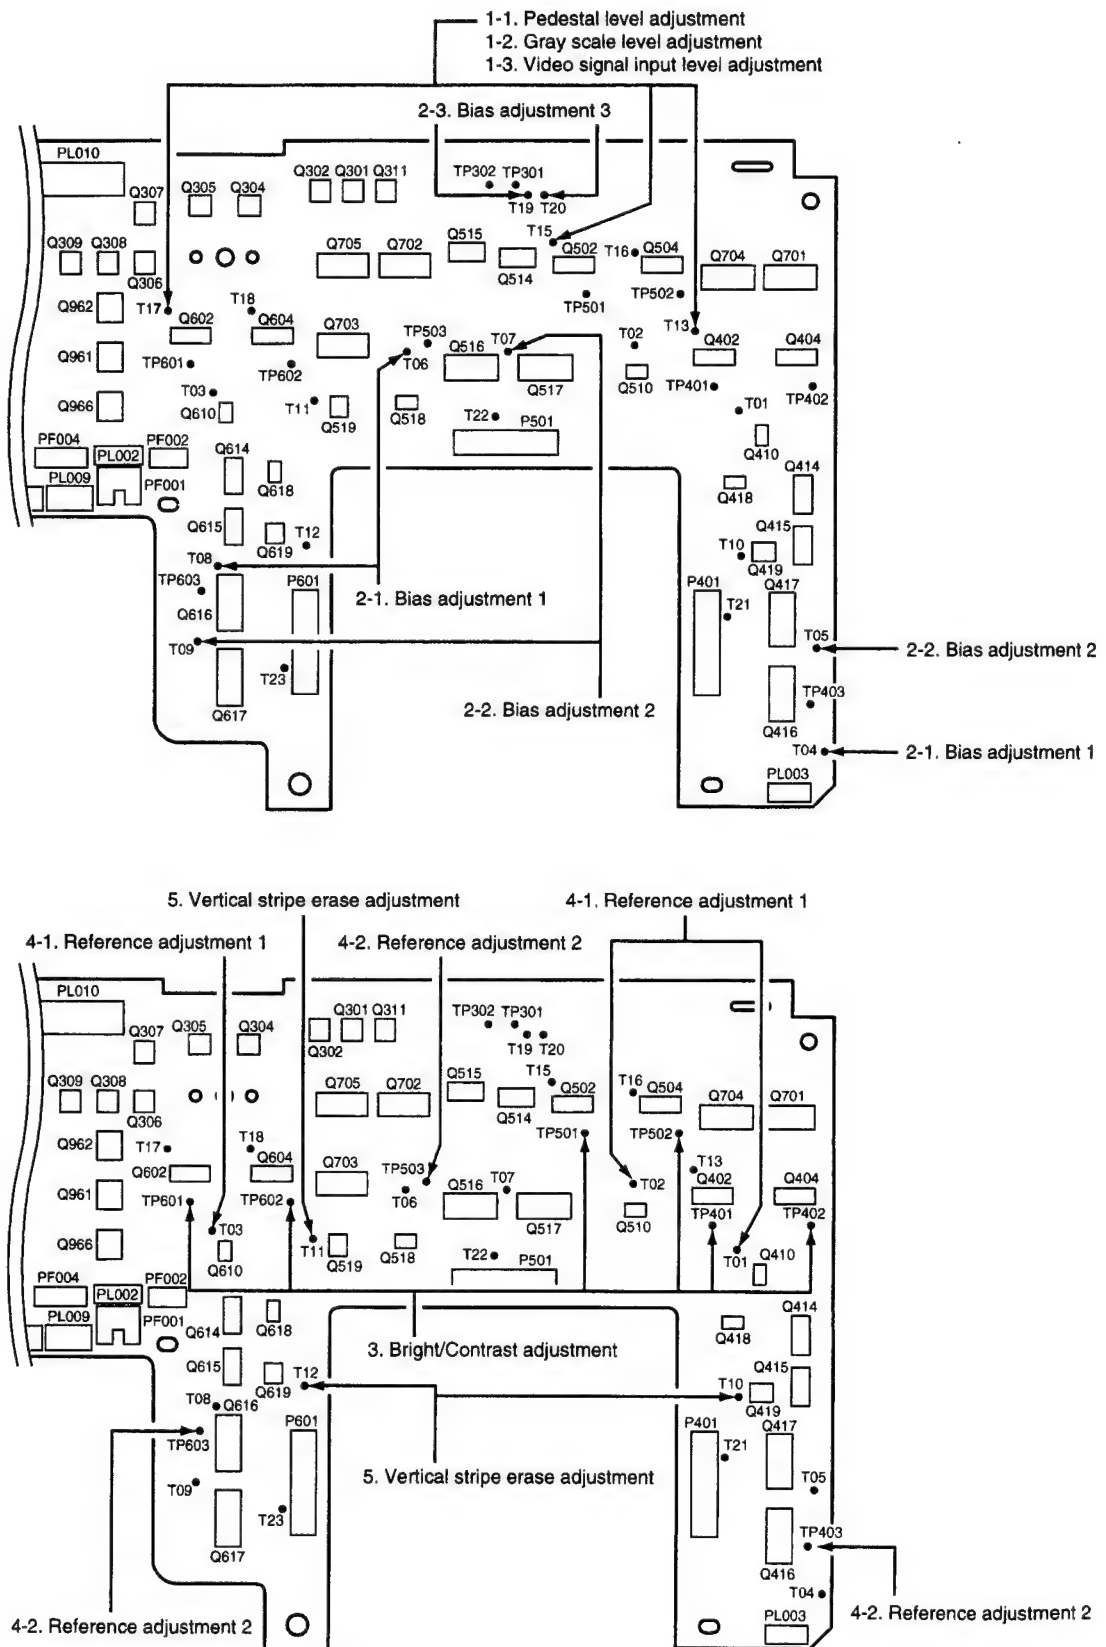 1-1. Pedestal level adjustment
1-2. Gray scale level adjustment
1-3. Video signal input level adjustment
2-3. Bias adjustment 3
PL010
Q307
Q305
Q304
Q302
Q301
Q311
TP302
TP301
T19
T20
T15
Q309
Q308
Q306
Q705
Q702
Q515
Q514
Q502
T16
Q504
Q704
Q701
Q962
T17
T18
Q602
Q604
Q703
TP503
T06
Q516
T07
TP501
TP502
T13
T02
Q402
Q404
Q961
TP601
TP602
Q517
Q510
TP401
TP402
Q966
T03
Q610
T11
Q519
Q518
T22
P501
T01
Q410
PF004
PL002
PF002
PL009
PF001
Q614
Q618
Q418
Q414
Q615
Q619
T12
T10
Q419
Q415
T08
TP603
Q616
P601
2-1. Bias adjustment 1
P401
T21
Q417
T05
2-2. Bias adjustment 2
T09
T23
Q617
2-2. Bias adjustment 2
TP403
Q416
T04
2-1. Bias adjustment 1
PL003
5. Vertical stripe erase adjustment
4-1. Reference adjustment 1
4-1. Reference adjustment 1
4-2. Reference adjustment 2
PL010
Q307
Q305
Q304
Q302
Q301
Q311
TP302
TP301
T19
T20
T15
Q309
Q308
Q306
Q705
Q702
Q515
Q514
Q502
T16
Q504
Q704
Q701
Q962
T17
T18
Q602
Q604
Q703
TP503
T06
Q516
T07
TP501
TP502
T13
T02
Q402
Q404
Q961
TP601
TP602
Q517
Q510
TP401
TP402
Q966
T03
Q610
T11
Q519
Q518
T22
P501
T01
Q410
PF004
PL002
PF002
PL009
PF001
Q614
Q618
3. Bright/Contrast adjustment
Q418
Q414
Q615
Q619
T12
T10
Q419
Q415
T08
Q616
TP603
P601
P401
T21
Q417
5. Vertical stripe erase adjustment
T05
T09
T23
Q617
TP403
Q416
T04
4-2. Reference adjustment 2
4-2. Reference adjustment 2
PL003